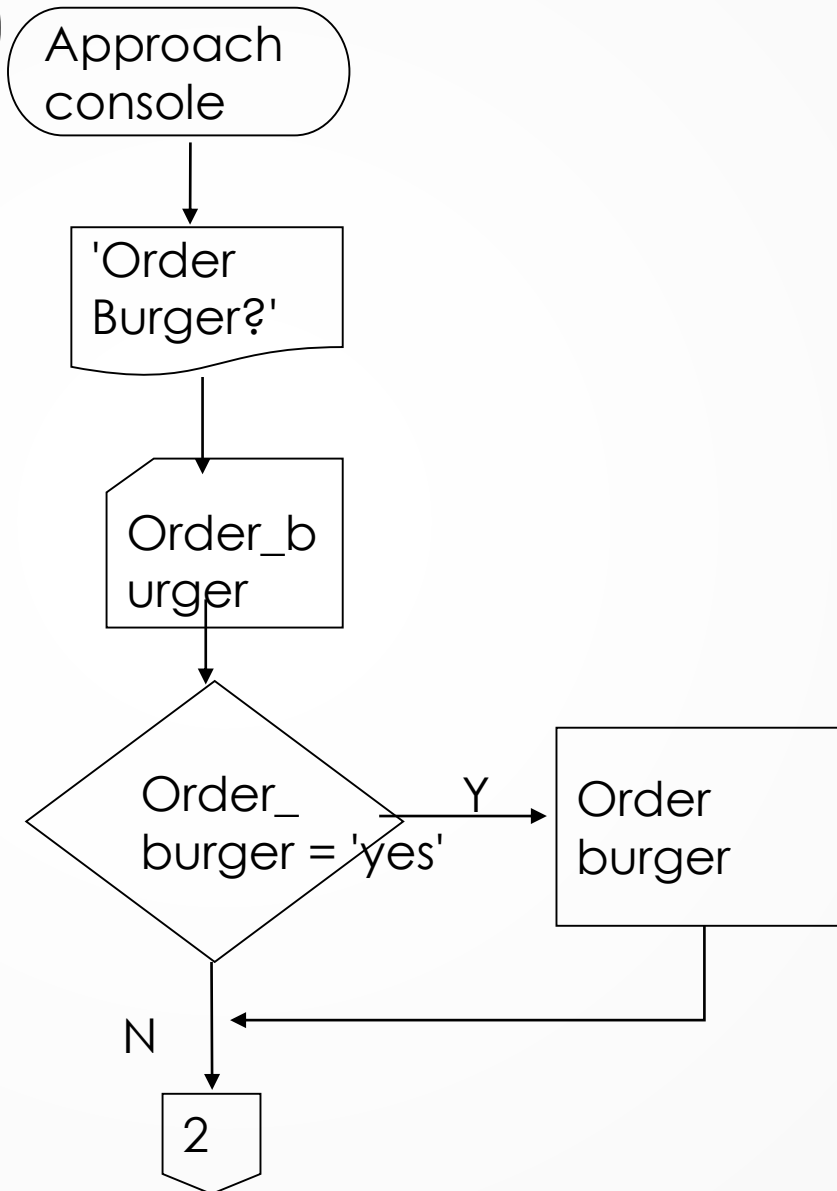 Approach
console
'Order
Burger?'
Order_b
urger
Order_
burger = 'yes'
Y
Order
burger
N
2